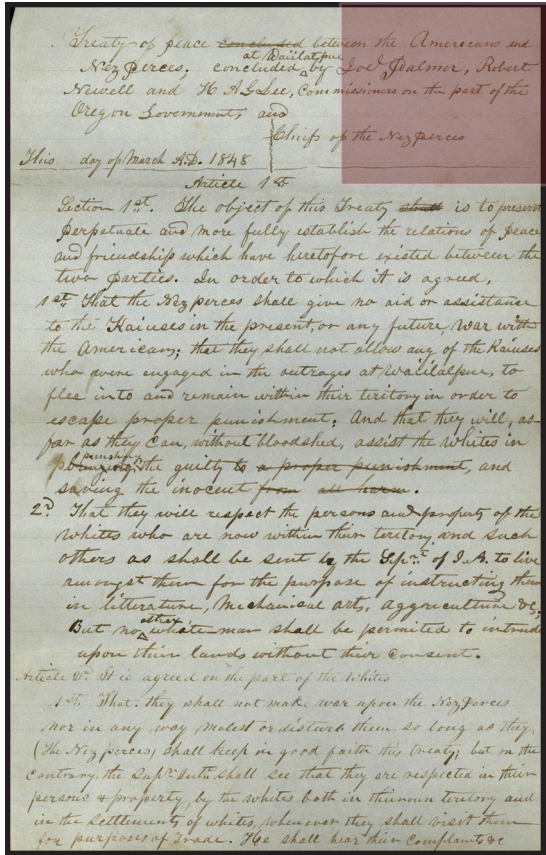 Treaty of peace concluded between the Americans and
at Waiilatpue
Nez perces. concluded by Joel Palmer, Robert
Newell and H A G Lee, Commissioners on the part of the
Oregon Government, and
Chiefs of the Nez perces
This day of March A.D. 1848
Article 1st
Section 1st. The object of this Treaty shall is to preserve
perpetuate and more fully establish the relations of peace
and friendship which have heretofore existed between the
two parties. In order to which it is agreed,
1st That the Nez perces shall give no aid or assistance
to the Kaiuses in the present, or any future, war with
the Americans; that they shall not allow any of the Kaiuses
who were engaged in the outrages at Waiilatpue, to
flee into and remain within their teritory in order to
escape proper punishment. And that they will, as
far as they can, without bloodshed, assist the Whites in
punishing
the guilty to a proper punishment, and
saving the inocent from all harm.
2d That they will respect the persons and property of the
Whites who are now within their teritory and such
others as shall be sent by the of I.A. to live
amongst them for the purpose of instructing them
in litterature, Mechanical arts, aggriculture &c;
other
But no white man shall be permited to intrude
upon their lands without their consent.
Article 2d It is agreed on the part of the Whites
1st That they shall not make war upon the Nez Perces
nor in any way molest or disturb them, so long as they
(The Nez perces) shall keep in good faith this treaty; but on the
contrary, the shall see that they are respected in their
persons & property, by the whites both in their own teritory and
in the settlements of whites, whenever they shall visit them
for purposes of Trade. He shall hear their complaints &c